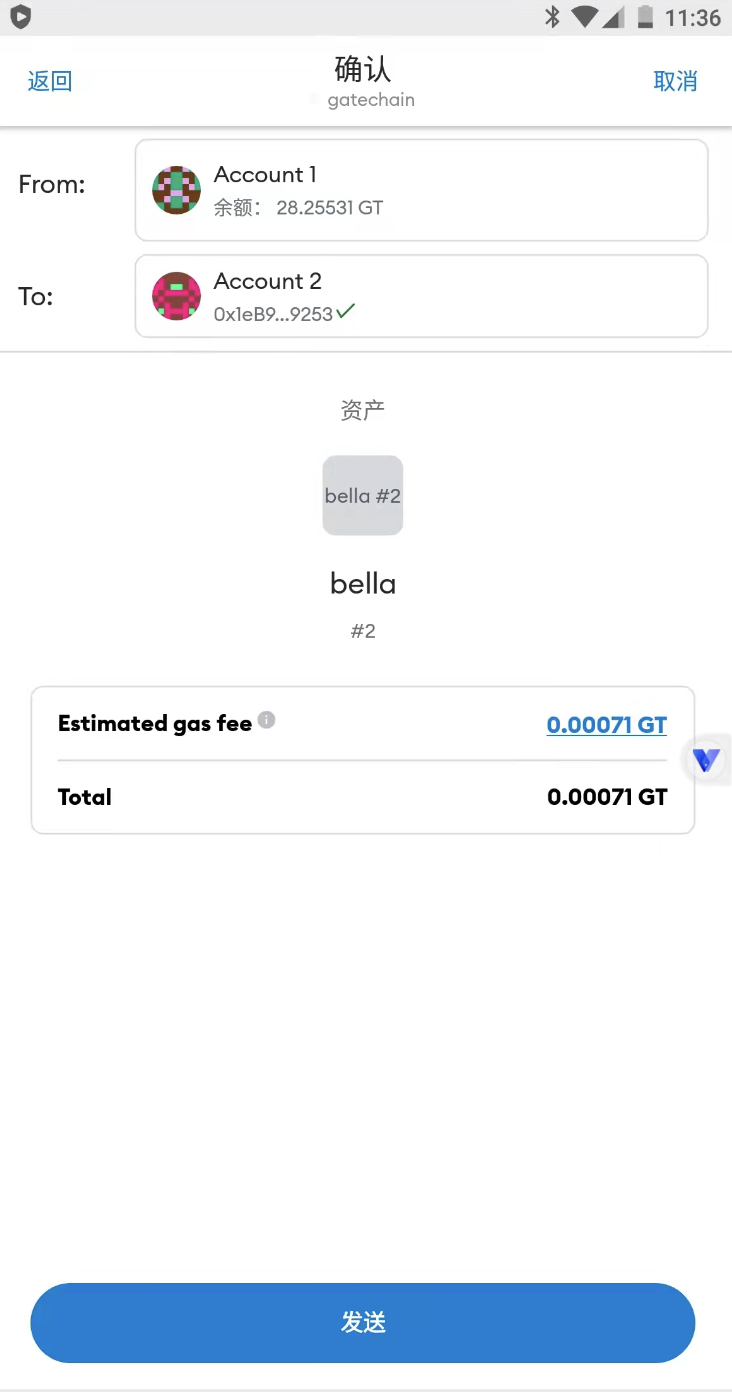 11:36
返回
确认
取消
gatechain
From:
Account 1
余额： 28.25531 GT
To:
Account 2
0x1eB9...9253
资产
bella #2
bella
#2
Estimated gas fee
0.00071 GT
Total
0.00071 GT
发送